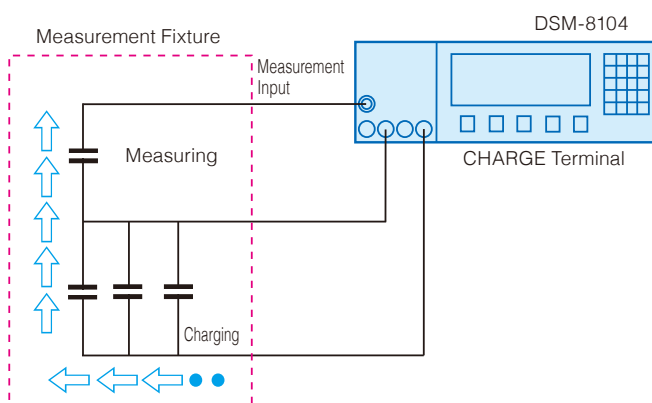 DSM-8104
Measurement Fixture
Measurement
Input
Measuring
CHARGE Terminal
Charging